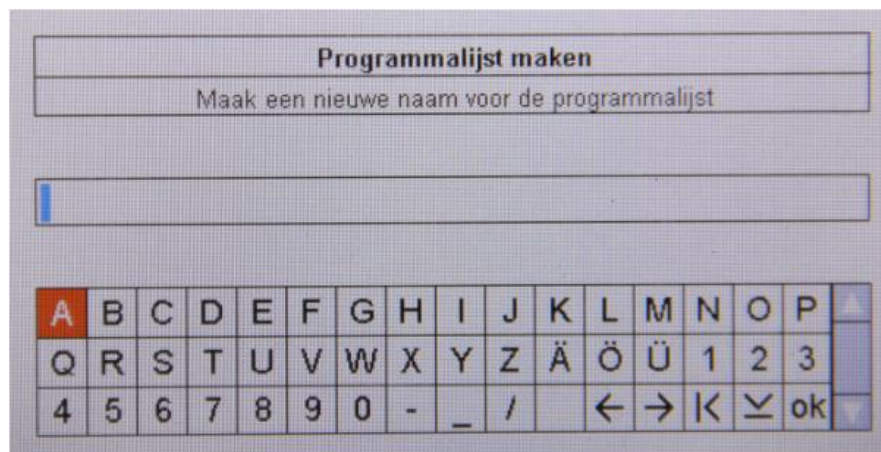 Programmalijst maken
Maak een nieuwe naam voor de programmalijst
A B C D E F G H I J K L M N O P
Q R S T U V W X Y Z Ä Ö Ü 1 2 3
4 5 6 7 8 9 0 - _ / ← → |< ⊻ ok